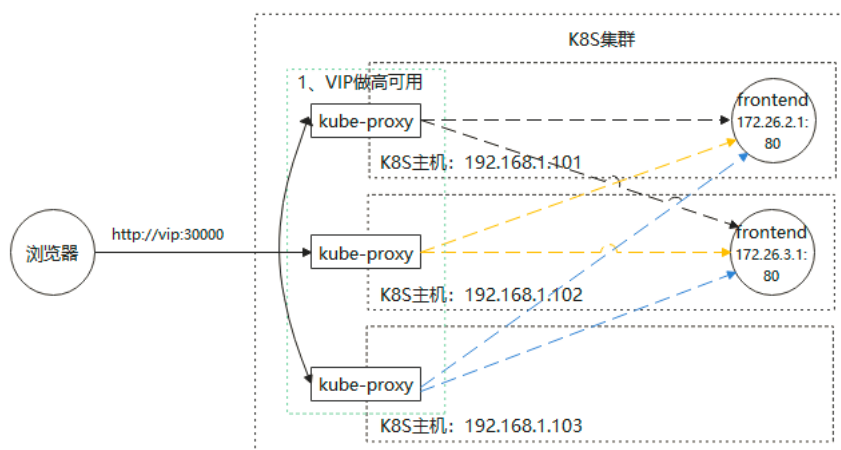 K8S集群
1、VIP做高可用
kube-proxy
frontend
172.26.2.1:
80
K8S主机：192.168.1.101
http://vip:30000
浏览器
kube-proxy
frontend
172.26.3.1:
80
K8S主机：192.168.1.102
kube-proxy
K8S主机：192.168.1.103